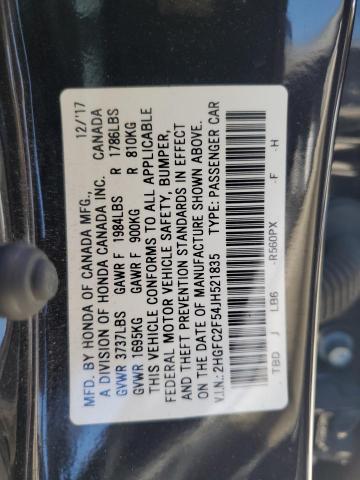 MFD. BY HONDA OF CANADA MFG. 12/'17
A DIVISION OF HONDA CANADA INC. CANADA
GVWR 3737LBS GAWR F 1984LBS R 1786LBS
GVWR 1695KG GAWR F 900KG R 810KG
THIS VEHICLE CONFORMS TO ALL APPLICABLE
FEDERAL MOTOR VEHICLE SAFETY, BUMPER,
AND THEFT PREVENTION STANDARDS IN EFFECT
ON THE DATE OF MANUFACTURE SHOWN ABOVE.
V.I.N.: 2HGFC2F54JH521835 TYPE: PASSENGER CAR
TBD J LB6 -R560PX -F -H